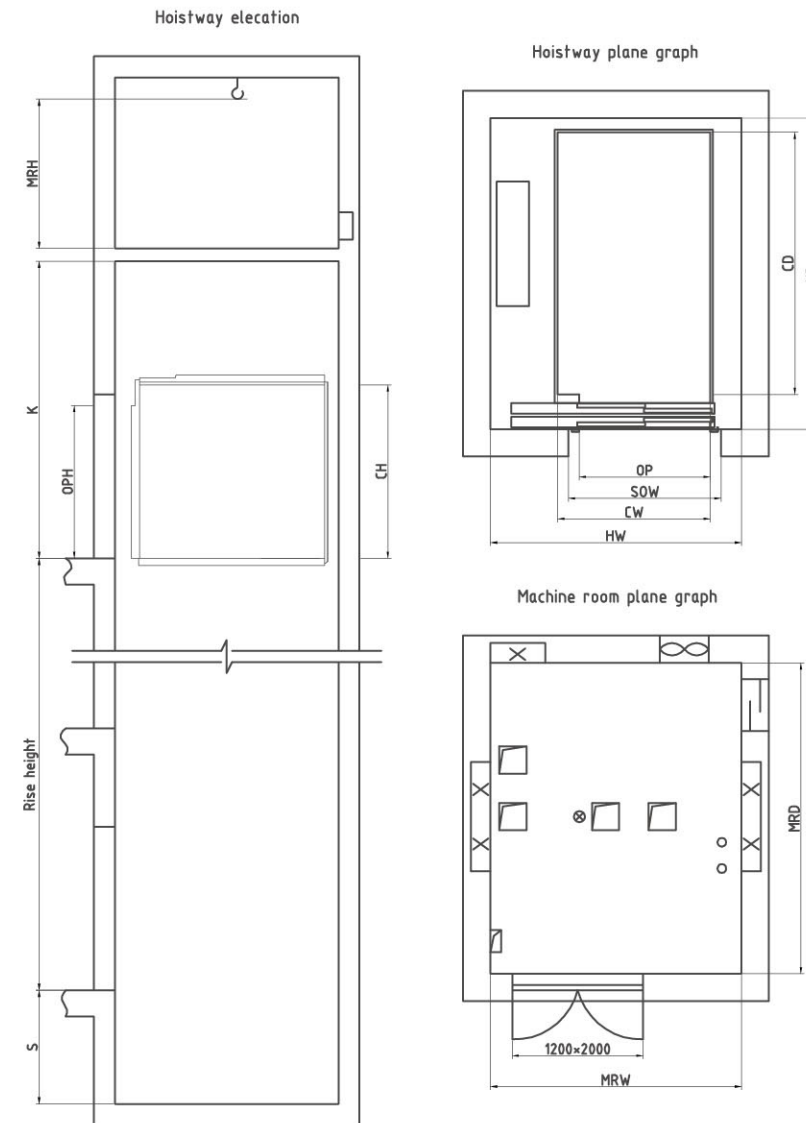 Hoistway elecation
MRH
K
OPH
CH
Rise height
S
Hoistway plane graph
CD
OP
SOW
CW
HW
Machine room plane graph
MRD
1200×2000
MRW